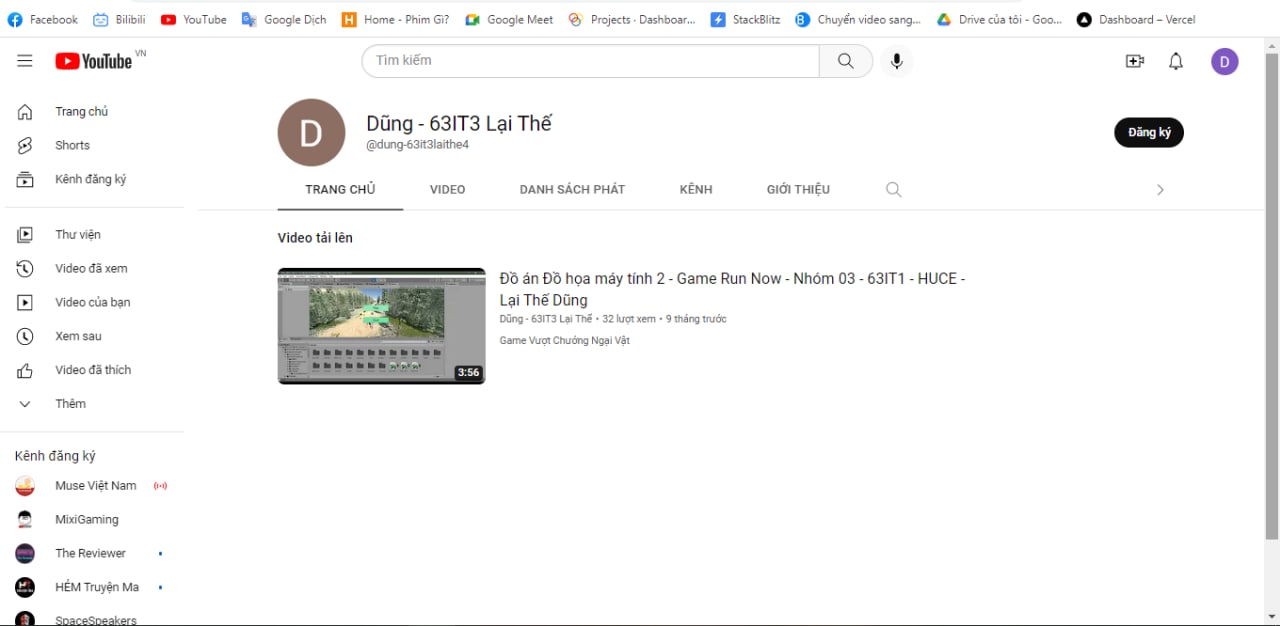 Facebook
Bilibili
YouTube
Google Dịch
Home - Phim Gì?
Google Meet
Projects · Dashboar...
StackBlitz
Chuyển video sang...
Drive của tôi - Goo...
Dashboard – Vercel
YouTube VN
Tìm kiếm
D
Trang chủ
Shorts
Kênh đăng ký
Thư viện
Video đã xem
Video của bạn
Xem sau
Video đã thích
Thêm
Kênh đăng ký
Muse Việt Nam
MixiGaming
The Reviewer
HẺM Truyện Ma
SpaceSpeakers
D
Dũng - 63IT3 Lại Thế
@dung-63it3laithe4
Đăng ký
TRANG CHỦ
VIDEO
DANH SÁCH PHÁT
KÊNH
GIỚI THIỆU
Video tải lên
3:56
Đồ án Đồ họa máy tính 2 - Game Run Now - Nhóm 03 - 63IT1 - HUCE -
Lại Thế Dũng
Dũng - 63IT3 Lại Thế • 32 lượt xem • 9 tháng trước
Game Vượt Chướng Ngại Vật